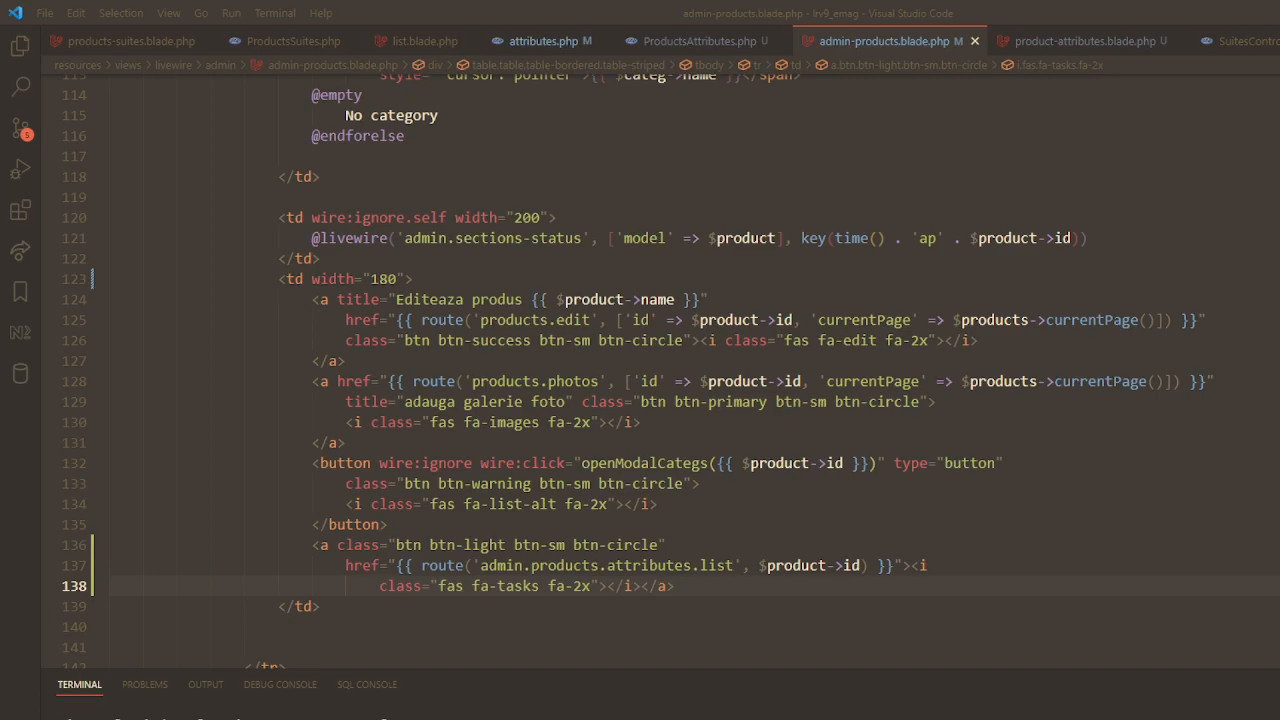 File Edit Selection View Go Run Terminal Help admin-products.blade.php - lrv9_emag - Visual Studio Code
products-suites.blade.php ProductsSuites.php list.blade.php attributes.php M ProductsAttributes.php U admin-products.blade.php M × product-attributes.blade.php U SuitesContro
resources > views > livewire > admin > admin-products.blade.php > div > table.table.table-bordered.table-striped > tbody > tr > td > a.btn.btn-light.btn-sm.btn-circle > i.fas.fa-tasks.fa-2x
113 style="cursor: pointer">{{ $categ->name }}</span>
114 @empty
115 No category
116 @endforelse
117
118 </td>
119
120 <td wire:ignore.self width="200">
121 @livewire('admin.sections-status', ['model' => $product], key(time() . 'ap' . $product->id))
122 </td>
123 <td width="180">
124 <a title="Editeaza produs {{ $product->name }}"
125 href="{{ route('products.edit', ['id' => $product->id, 'currentPage' => $products->currentPage()]) }}"
126 class="btn btn-success btn-sm btn-circle"><i class="fas fa-edit fa-2x"></i>
127 </a>
128 <a href="{{ route('products.photos', ['id' => $product->id, 'currentPage' => $products->currentPage()]) }}"
129 title="adauga galerie foto" class="btn btn-primary btn-sm btn-circle">
130 <i class="fas fa-images fa-2x"></i>
131 </a>
132 <button wire:ignore wire:click="openModalCategs({{ $product->id }})" type="button"
133 class="btn btn-warning btn-sm btn-circle">
134 <i class="fas fa-list-alt fa-2x"></i>
135 </button>
136 <a class="btn btn-light btn-sm btn-circle"
137 href="{{ route('admin.products.attributes.list', $product->id) }}"><i
138 class="fas fa-tasks fa-2x"></i></a>
139 </td>
140
141
142 </tr>
TERMINAL PROBLEMS OUTPUT DEBUG CONSOLE SQL CONSOLE